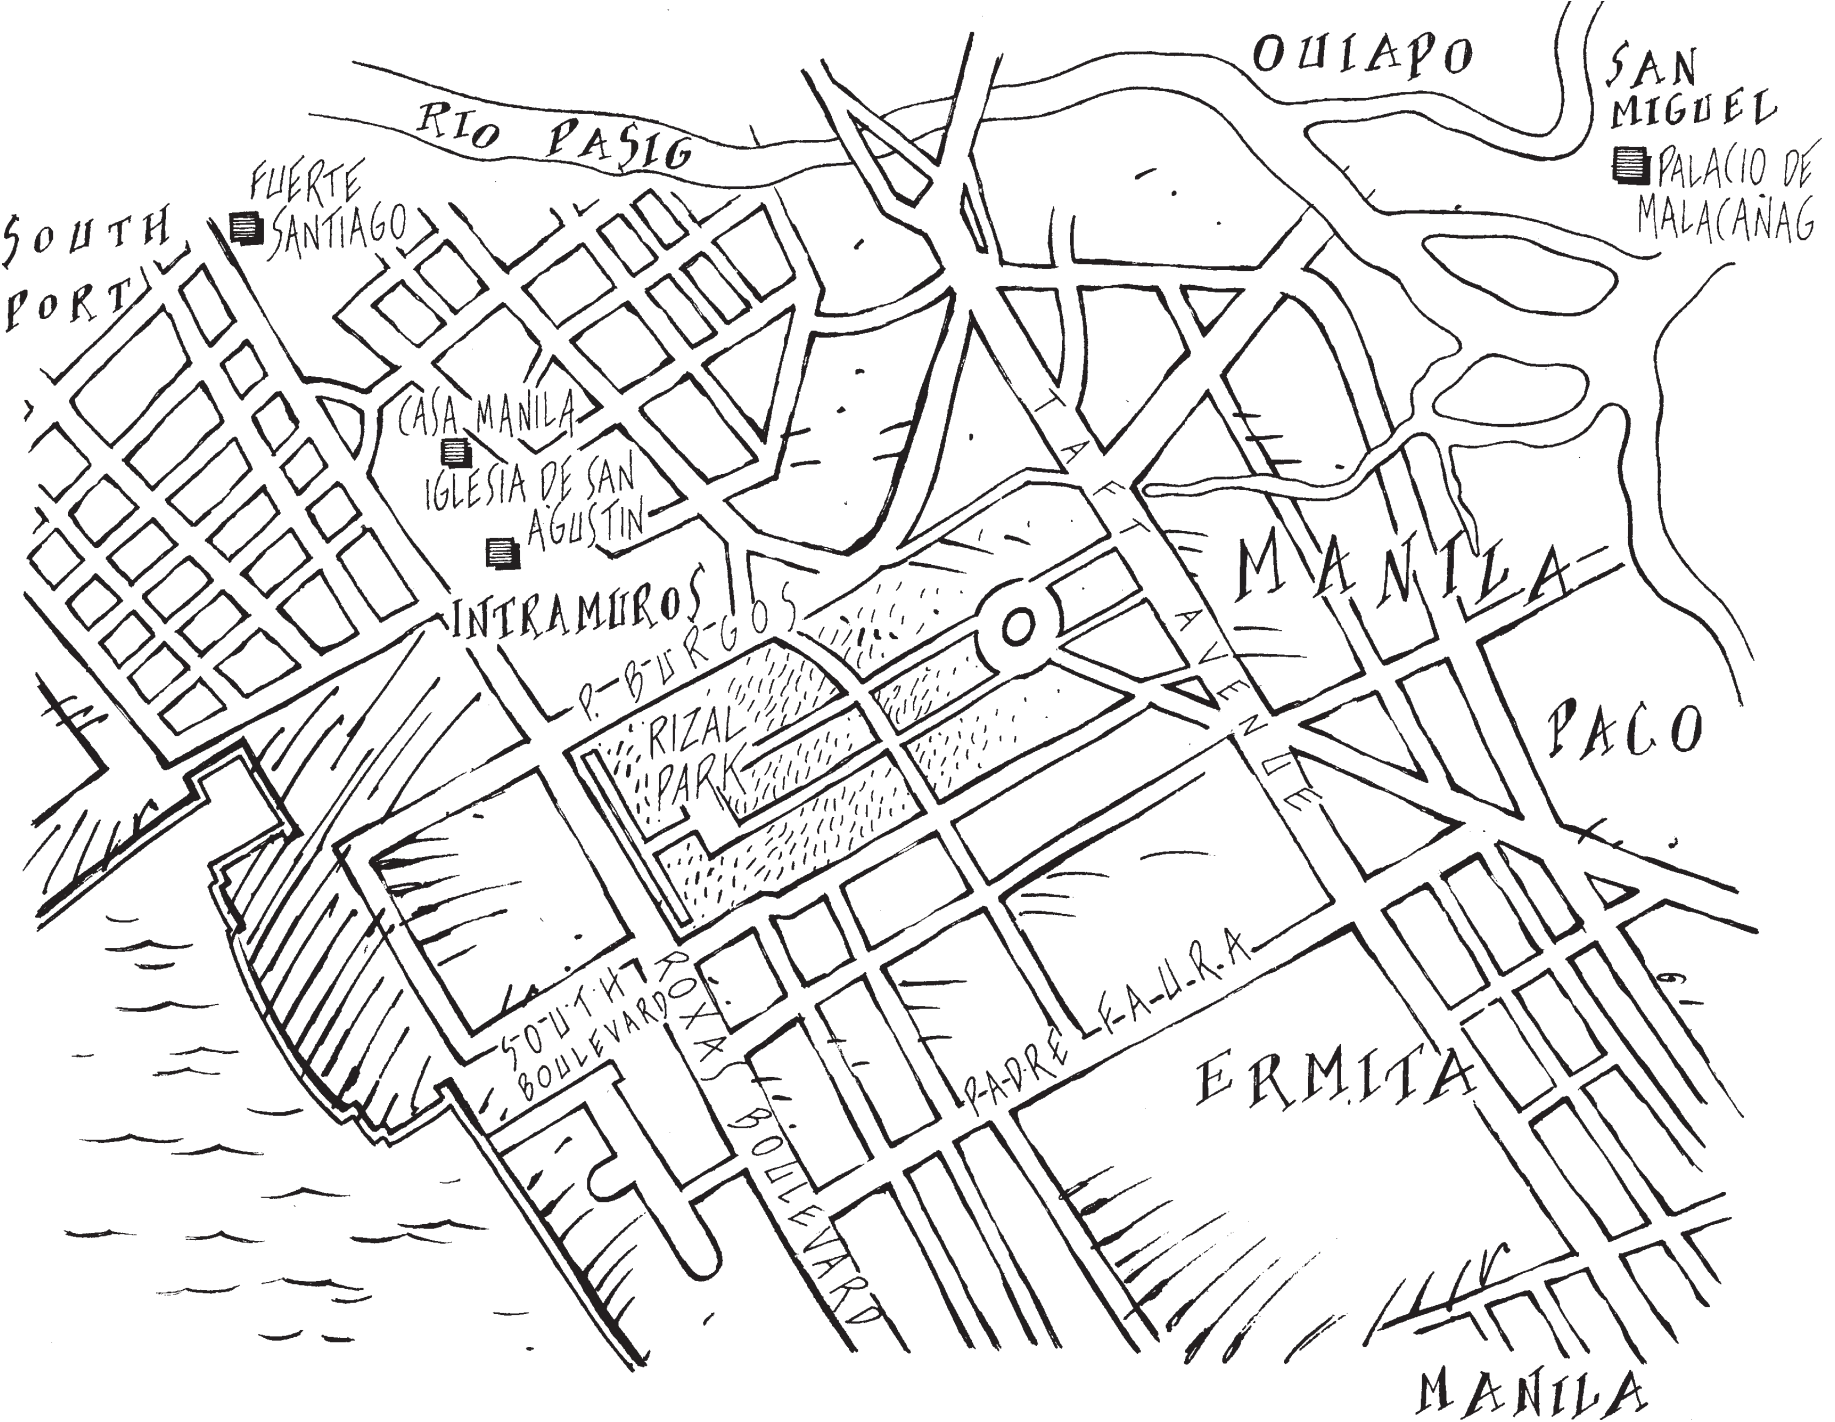 OUIAPO
SAN
MIGUEL
RIO PASIG
PALACIO DE
MALACAÑAG
FUERTE
SANTIAGO
SOUTH
PORT
CASA MANILA
IGLESIA DE SAN
AGUSTIN
TAFT AVENUE
MANILA
INTRAMUROS
P-BURGOS
RIZAL
PARK
PACO
SOUTH
BOULEVARD
ROXAS BOULEVARD
PADRE FAURA
ERMITA
MANILA